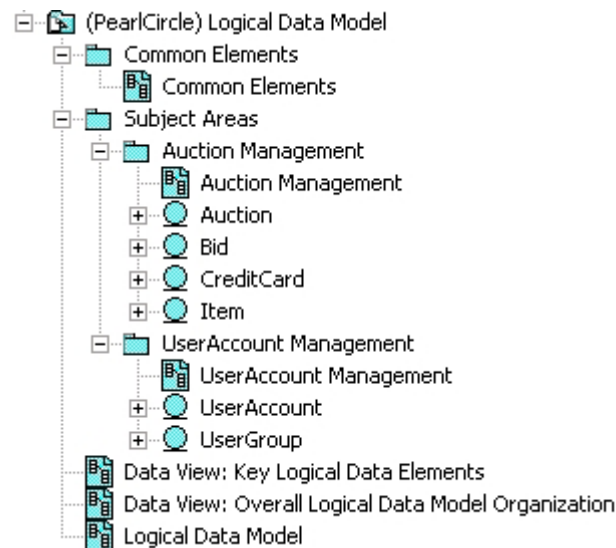 (PearlCircle) Logical Data Model
Common Elements
Common Elements
Subject Areas
Auction Management
Auction Management
Auction
Bid
CreditCard
Item
UserAccount Management
UserAccount Management
UserAccount
UserGroup
Data View: Key Logical Data Elements
Data View: Overall Logical Data Model Organization
Logical Data Model